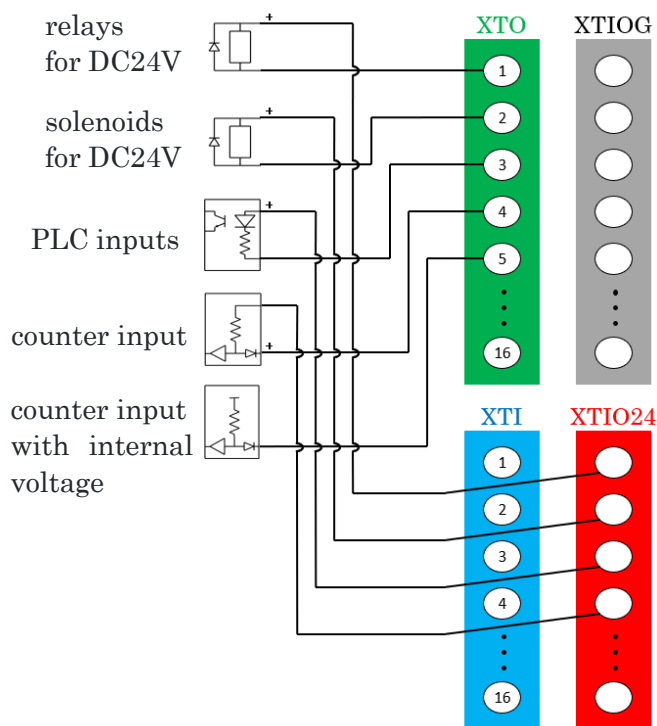 relays
for DC24V
+
solenoids
for DC24V
+
PLC inputs
+
counter input
+
counter input
with internal
voltage
XTO
1
2
3
4
5
16
XTIOG
XTI
1
2
3
4
16
XTIO24